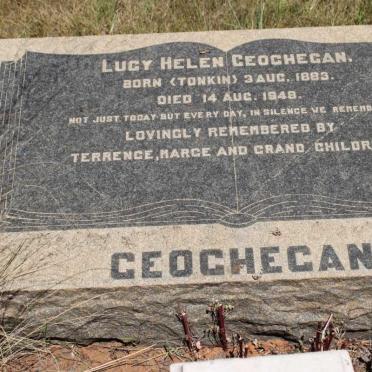 LUCY HELEN GEOGHEGAN.
BORN (TONKIN) 3 AUG. 1883.
DIED 14 AUG. 1948.
NOT JUST TODAY BUT EVERY DAY, IN SILENCE WE REMEMB
LOVINGLY REMEMBERED BY
TERRENCE, MARGE AND GRAND CHILDR
GEOGHEGAN